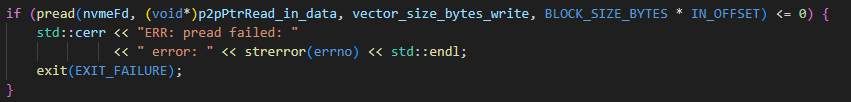 if (pread(nvmeFd, (void*)p2pPtrRead_in_data, vector_size_bytes_write, BLOCK_SIZE_BYTES * IN_OFFSET) <= 0) {
    std::cerr << "ERR: pread failed: "
              << " error: " << strerror(errno) << std::endl;
    exit(EXIT_FAILURE);
}